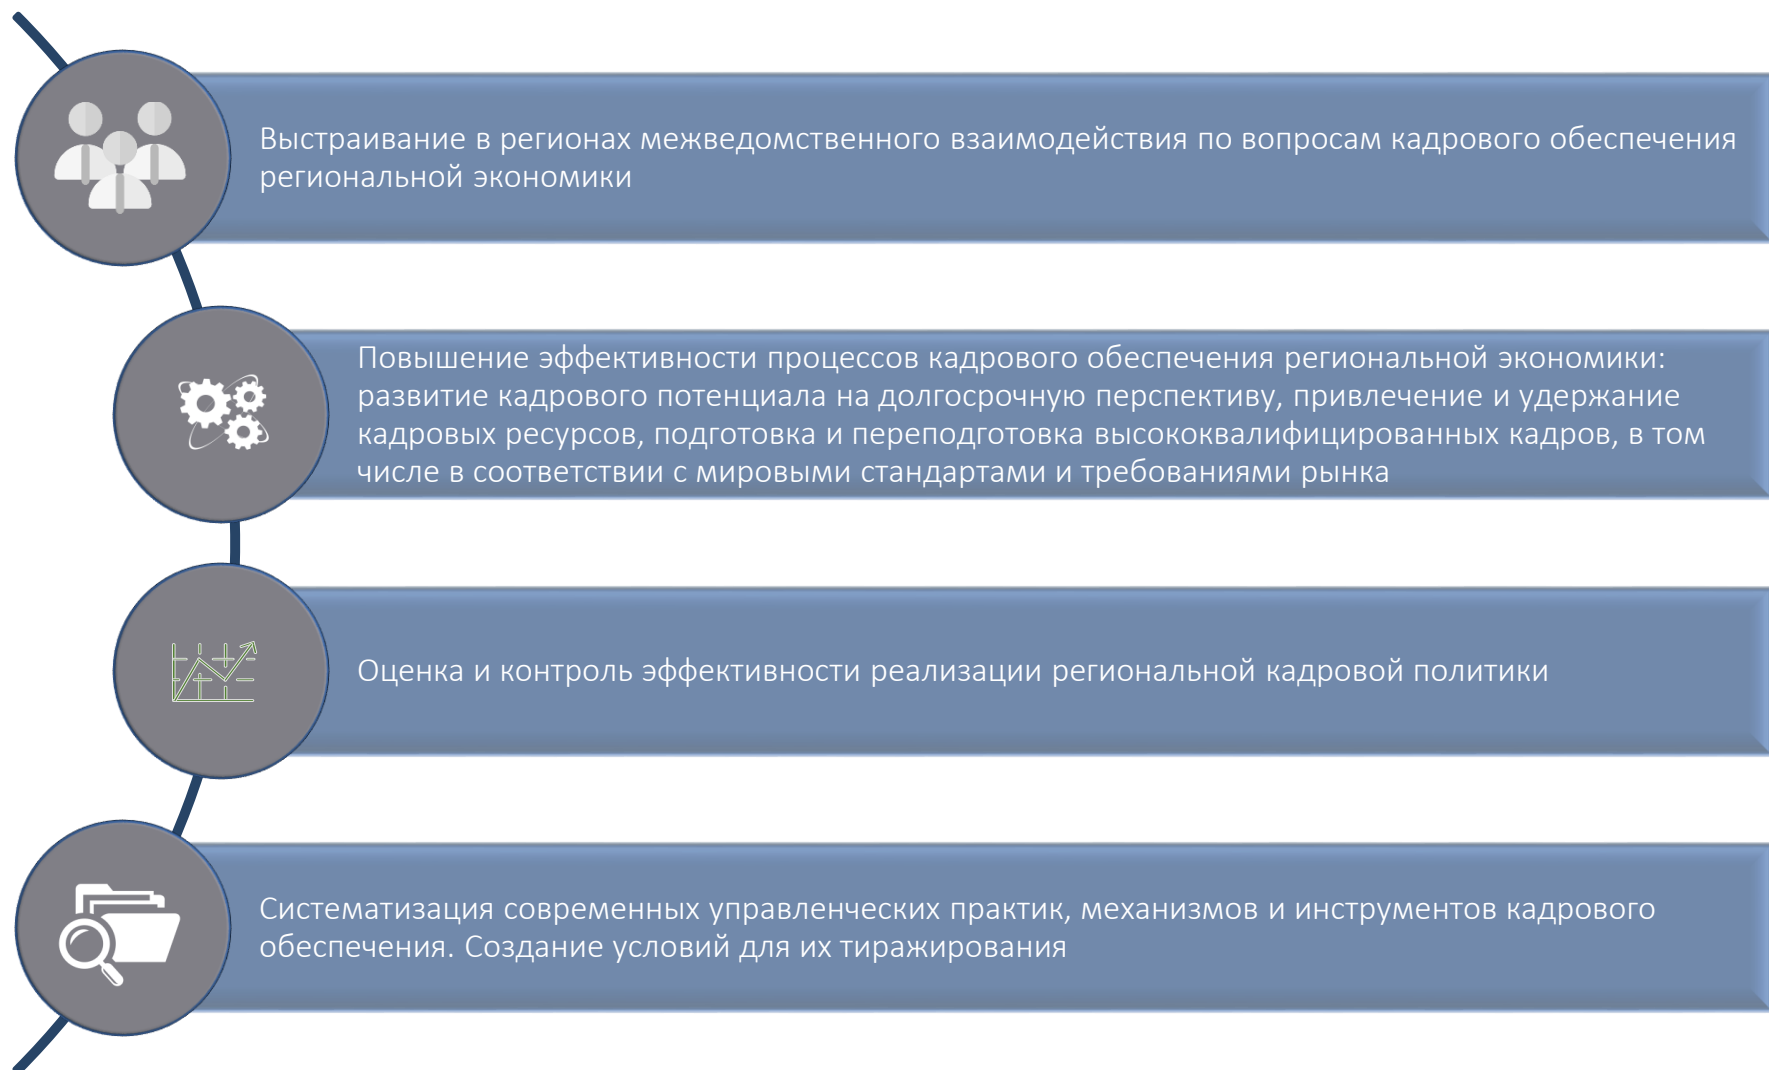 Выстраивание в регионах межведомственного взаимодействия по вопросам кадрового обеспечения
региональной экономики
Повышение эффективности процессов кадрового обеспечения региональной экономики:
развитие кадрового потенциала на долгосрочную перспективу, привлечение и удержание
кадровых ресурсов, подготовка и переподготовка высококвалифицированных кадров, в том
числе в соответствии с мировыми стандартами и требованиями рынка
Оценка и контроль эффективности реализации региональной кадровой политики
Систематизация современных управленческих практик, механизмов и инструментов кадрового
обеспечения. Создание условий для их тиражирования